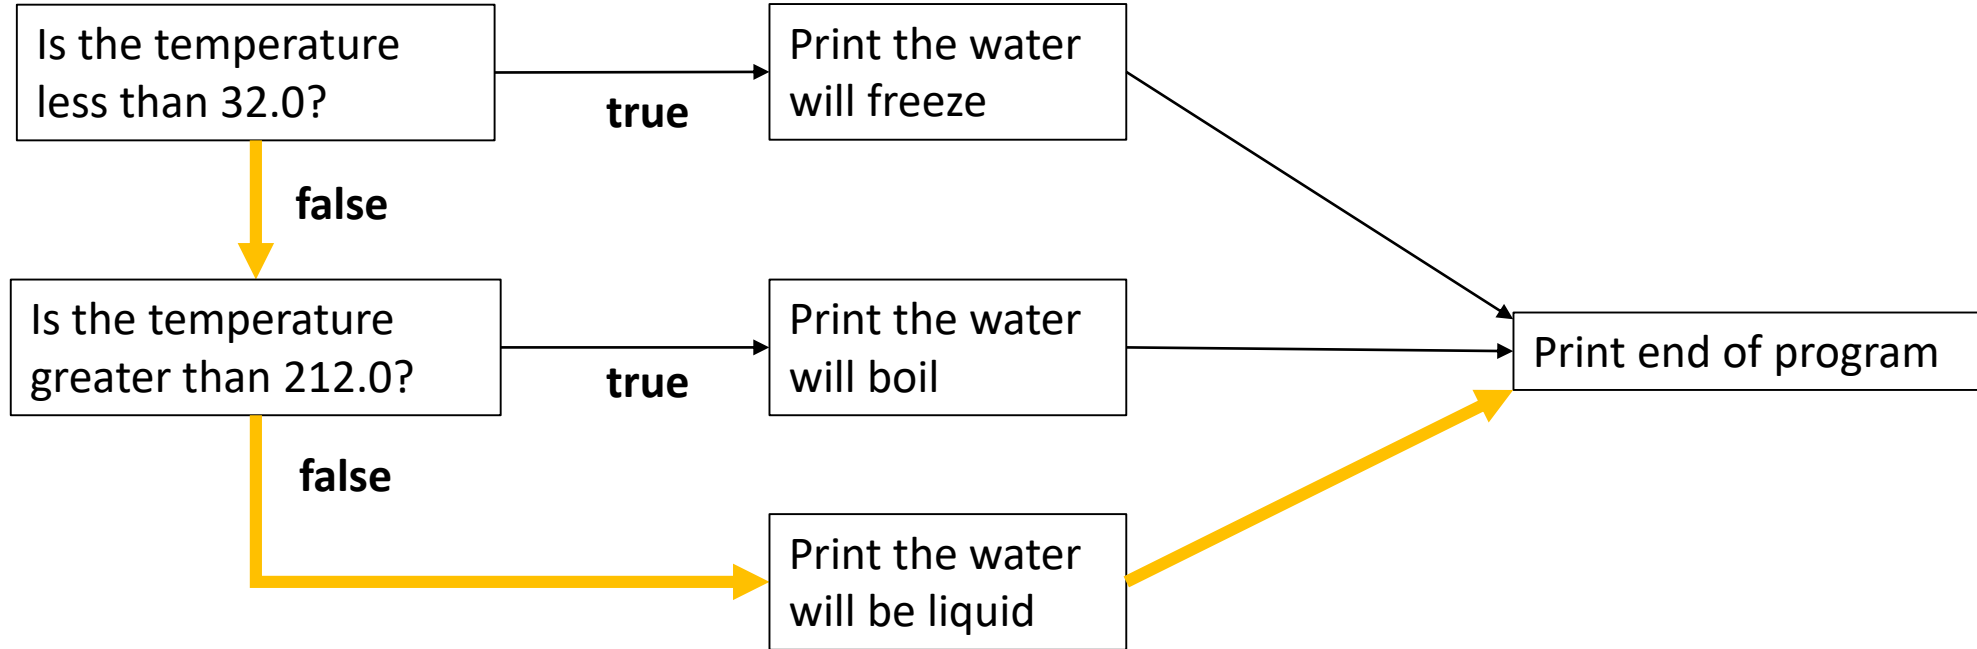 Is the temperature
less than 32.0?
true
Print the water
will freeze
false
Is the temperature
greater than 212.0?
true
Print the water
will boil
Print end of program
false
Print the water
will be liquid